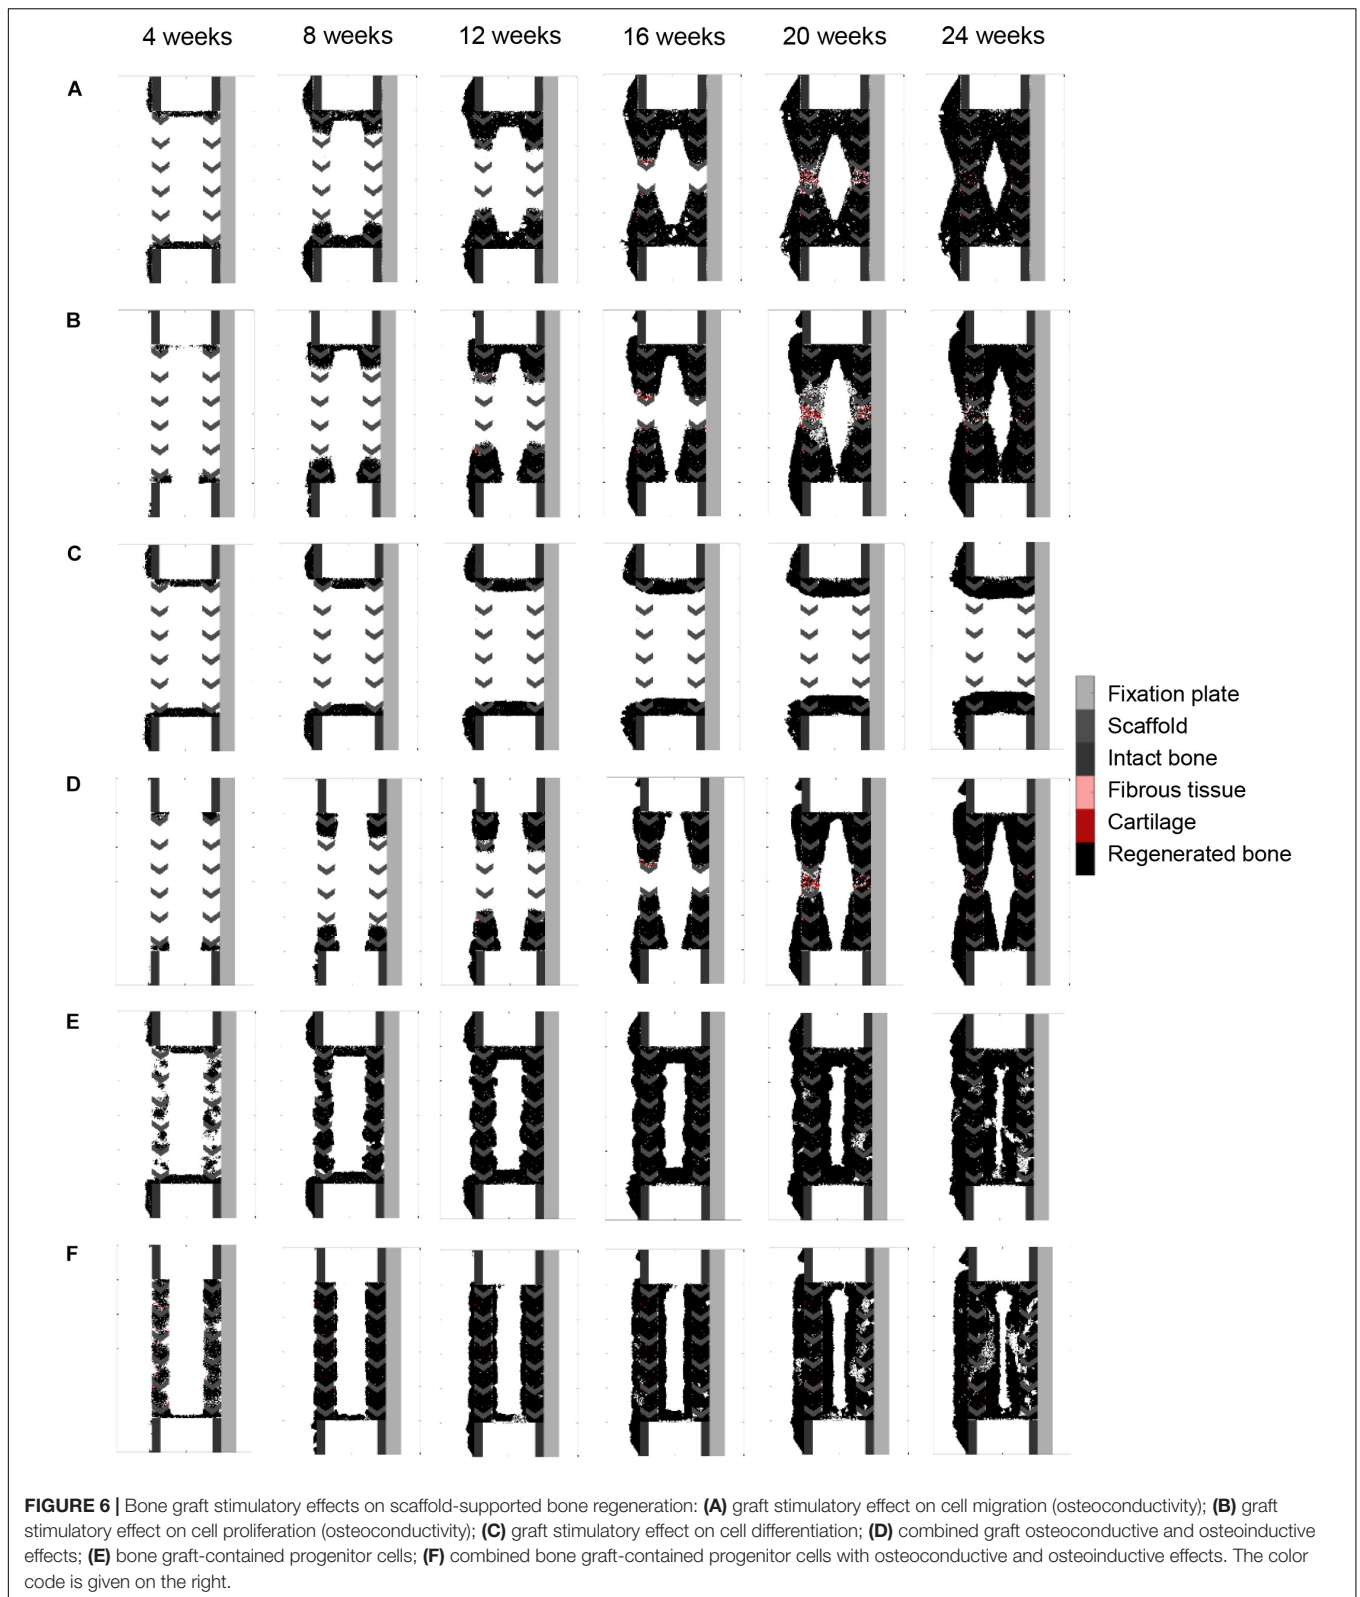 4 weeks 8 weeks 12 weeks 16 weeks 20 weeks 24 weeks
A
B
C
D
E
F
Fixation plate
Scaffold
Intact bone
Fibrous tissue
Cartilage
Regenerated bone
FIGURE 6 | Bone graft stimulatory effects on scaffold-supported bone regeneration: (A) graft stimulatory effect on cell migration (osteoconductivity); (B) graft
stimulatory effect on cell proliferation (osteoconductivity); (C) graft stimulatory effect on cell differentiation; (D) combined graft osteoconductive and osteoinductive
effects; (E) bone graft-contained progenitor cells; (F) combined bone graft-contained progenitor cells with osteoconductive and osteoinductive effects. The color
code is given on the right.